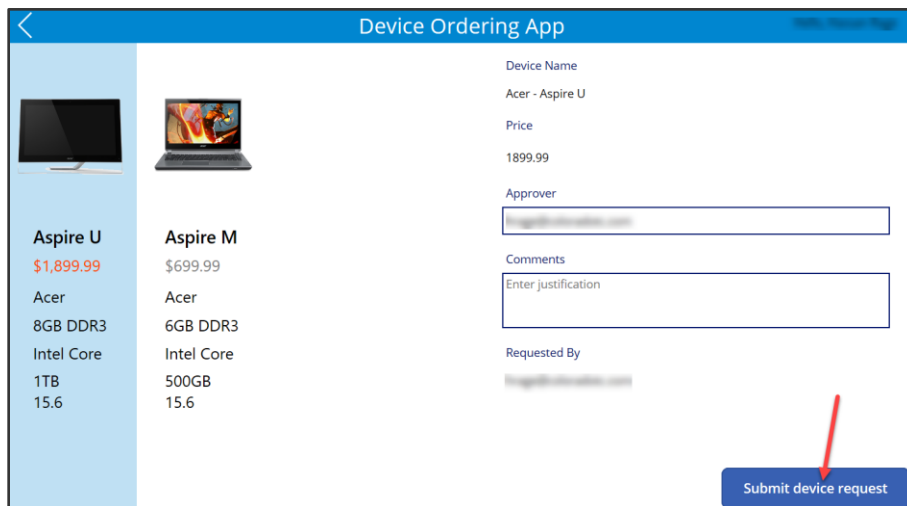 Device Ordering App
Aspire U
$1,899.99
Acer
8GB DDR3
Intel Core
1TB
15.6
Aspire M
$699.99
Acer
6GB DDR3
Intel Core
500GB
15.6
Device Name
Acer - Aspire U
Price
1899.99
Approver
Comments
Enter justification
Requested By
Submit device request